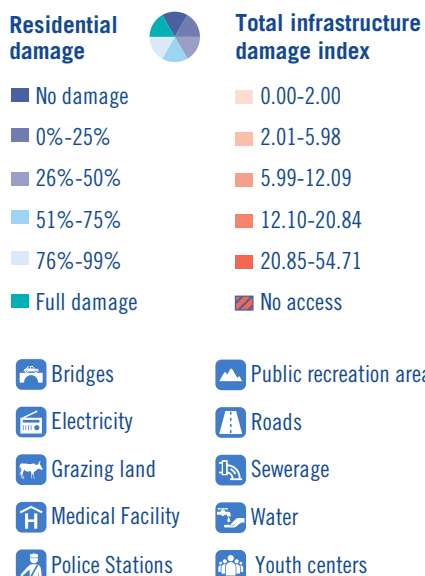 Residential
damage
No damage
0%-25%
26%-50%
51%-75%
76%-99%
Full damage
Total infrastructure
damage index
0.00-2.00
2.01-5.98
5.99-12.09
12.10-20.84
20.85-54.71
No access
Bridges
Electricity
Grazing land
H Medical Facility
Police Stations
Public recreation area
Roads
Sewerage
Water
Youth centers